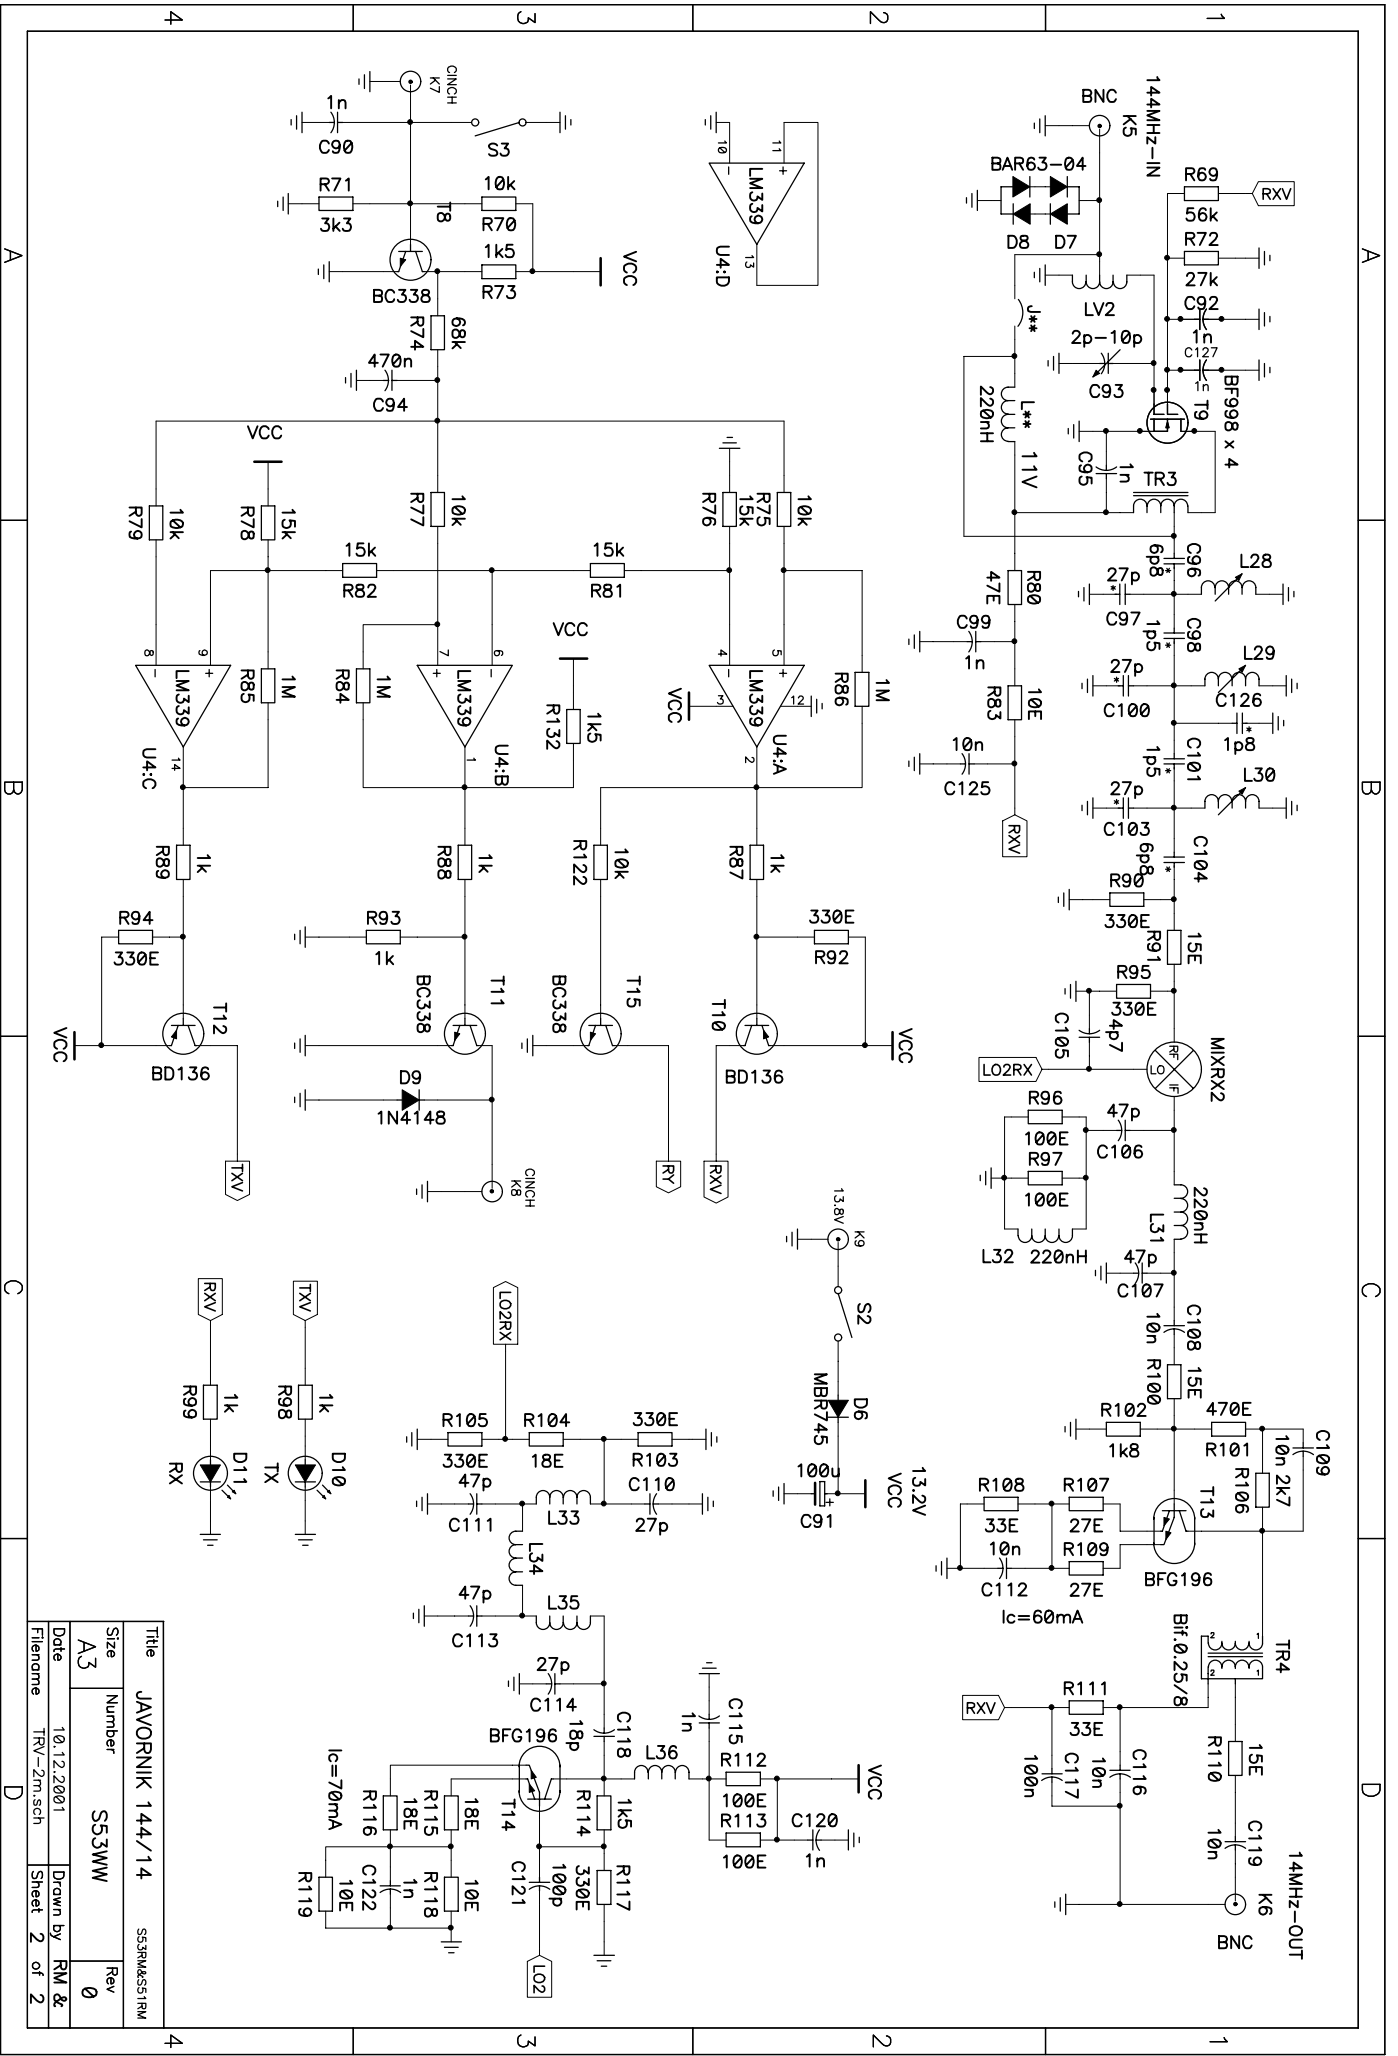 4
3
2
1
A
B
C
D
144MHz-IN
BNC
K5
BAR63-04
D8
D7
RXV
R69
56k
R72
27k
C92
1n
C127
1n
LV2
J**
2p-10p
C93
BF998 x 4
T9
L**
220nH
11V
C95
1n
TR3
C96
6p8
*
27p
*
C97
L28
C98
1p5
*
27p
*
C100
L29
C126
*
1p8
C101
1p5
*
27p
*
C103
L30
C104
6p8
*
R80
47E
C99
1n
R83
10E
10n
C125
RXV
R90
330E
R91
15E
R95
330E
C105
4p7
LO2RX
MIXRX2
RF
LO
IF
R96
100E
R97
100E
47p
C106
L32
220nH
220nH
L31
47p
C107
C108
10n
R100
15E
R102
1k8
470E
R101
C109
10n
R106
2k7
T13
BFG196
R108
33E
R107
27E
R109
27E
10n
C112
Ic=60mA
TR4
1
2
1
2
Bif.0.25/8
RXV
R111
33E
C117
100n
C116
10n
R110
15E
C119
10n
K6
BNC
14MHz-OUT
CINCH
K7
1n
C90
S3
R71
3k3
10k
R70
T8
1k5
R73
VCC
BC338
R74
68k
470n
C94
11
+
10
-
LM339
13
U4:D
VCC
R79
10k
R78
15k
R77
10k
R76
15k
R75
10k
15k
R82
15k
R81
8
-
9
+
LM339
14
U4:C
R85
1M
R84
1M
7
+
6
-
LM339
1
U4:B
VCC
R132
1k5
4
-
5
+
LM339
3
12
2
U4:A
VCC
R86
1M
R89
1k
R88
1k
R122
10k
R87
1k
R94
330E
R93
1k
330E
R92
T12
BD136
VCC
TXV
T11
BC338
D9
1N4148
CINCH
K8
T15
BC338
RY
T10
BD136
VCC
RXV
13.8V
K9
S2
D6
MBR745
100u
+
C91
13.2V
VCC
RXV
R99
1k
D11
RX
TXV
R98
1k
D10
TX
LO2RX
R105
330E
R104
18E
330E
R103
47p
C111
L33
C110
27p
L34
47p
C113
L35
27p
C114
C118
18p
L36
C115
1n
R112
100E
R113
100E
VCC
C120
1n
BFG196
T14
R114
1k5
R117
330E
C121
100p
LO2
Ic=70mA
R116
18E
R115
18E
R119
10E
C122
1n
R118
10E
Title
JAVORNIK 144/14
S53RM&S51RM
Size
A3
Number
S53WW
Rev
0
Date
10.12.2001
Drawn by
RM &
Filename
TRV-2m.sch
Sheet
2 of 2
4
3
2
1
A
B
C
D